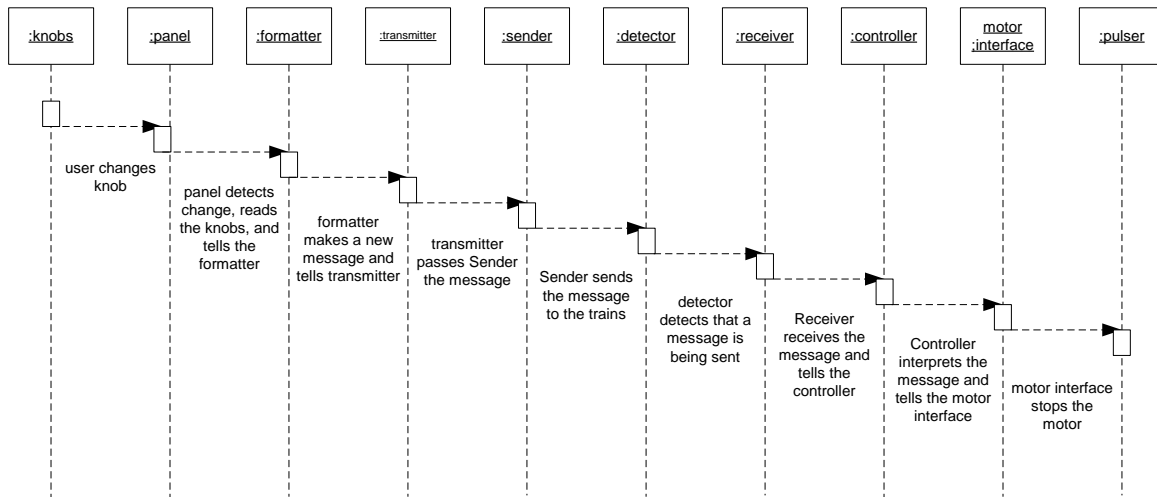 :knobs
:panel
:formatter
:transmitter
:sender
:detector
:receiver
:controller
motor
:interface
:pulser
user changes
knob
panel detects
change, reads
the knobs, and
tells the
formatter
formatter
makes a new
message and
tells transmitter
transmitter
passes Sender
the message
Sender sends
the message
to the trains
detector
detects that a
message is
being sent
Receiver
receives the
message and
tells the
controller
Controller
interprets the
message and
tells the motor
interface
motor interface
stops the
motor